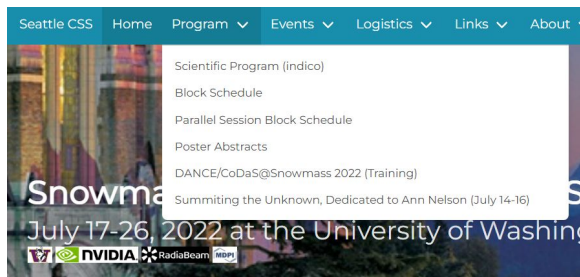 Seattle CSS Home Program Events Logistics Links About
Scientific Program (indico)
Block Schedule
Parallel Session Block Schedule
Poster Abstracts
DANCE/CoDaS@Snowmass 2022 (Training)
Summiting the Unknown, Dedicated to Ann Nelson (July 14-16)
Snowma S
July 17-26, 2022 at the University of Washing
W NVIDIA. RadiaBeam MDPI